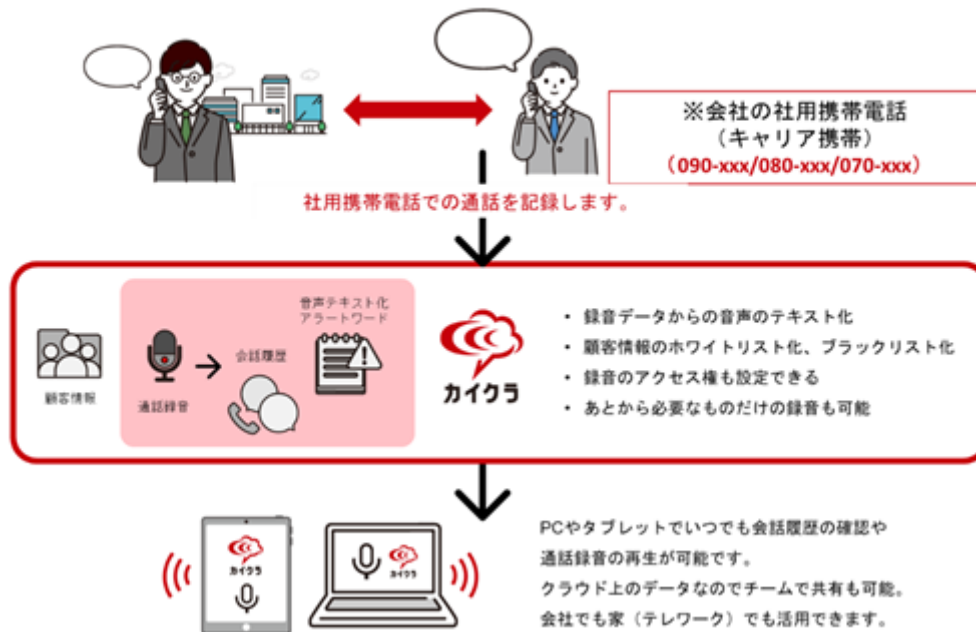 ※会社の社用携帯電話
（キャリア携帯）
（090-xxx/080-xxx/070-xxx）
社用携帯電話での通話を記録します。
顧客情報
通話録音
会話履歴
音声テキスト化
アラートワード
カイクラ
・ 録音データからの音声のテキスト化
・ 顧客情報のホワイトリスト化、ブラックリスト化
・ 録音のアクセス権も設定できる
・ あとから必要なものだけの録音も可能
カイクラ
カイクラ
PCやタブレットでいつでも会話履歴の確認や
通話録音の再生が可能です。
クラウド上のデータなのでチームで共有も可能。
会社でも家（テレワーク）でも活用できます。